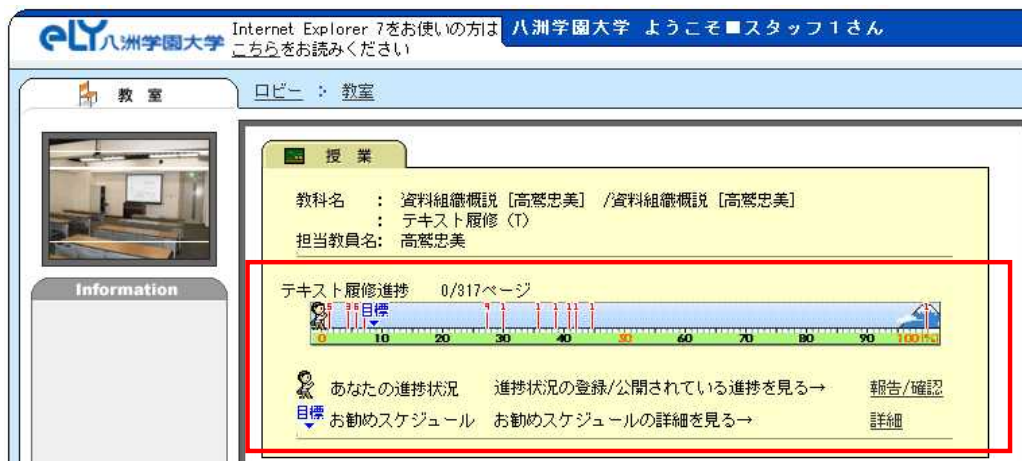 eLy 八洲学園大学
Internet Explorer 7をお使いの方は
こちらをお読みください
八洲学園大学 ようこそ■スタッフ1さん
教室
ロビー : 教室
授業
教科名 : 資料組織概説 [高鷲忠美] /資料組織概説 [高鷲忠美]
: テキスト履修 (T)
担当教員名: 高鷲忠美
Information
テキスト履修進捗 0/317ページ
目標
0 10 20 30 40 50 60 70 80 90 100(%)
あなたの進捗状況 進捗状況の登録/公開されている進捗を見る→ 報告/確認
目標 お勧めスケジュール お勧めスケジュールの詳細を見る→ 詳細